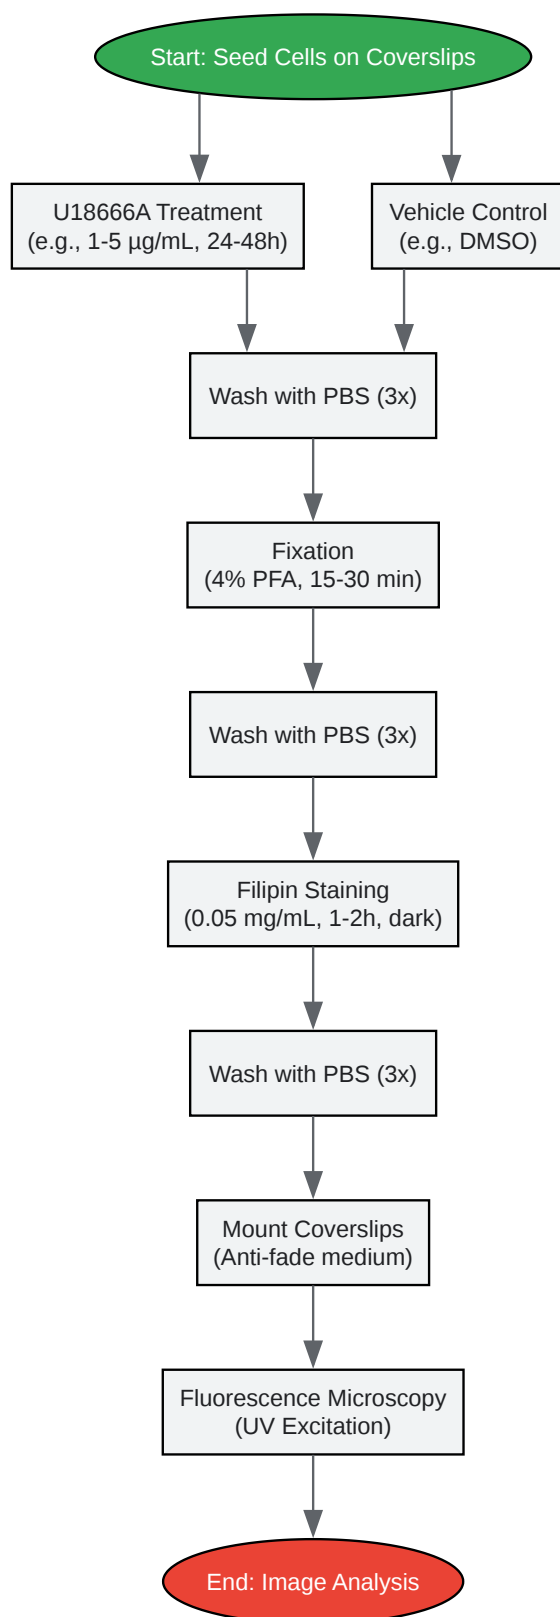 Start: Seed Cells on Coverslips
U18666A Treatment
(e.g., 1-5 µg/mL, 24-48h)
Vehicle Control
(e.g., DMSO)
Wash with PBS (3x)
Fixation
(4% PFA, 15-30 min)
Wash with PBS (3x)
Filipin Staining
(0.05 mg/mL, 1-2h, dark)
Wash with PBS (3x)
Mount Coverslips
(Anti-fade medium)
Fluorescence Microscopy
(UV Excitation)
End: Image Analysis